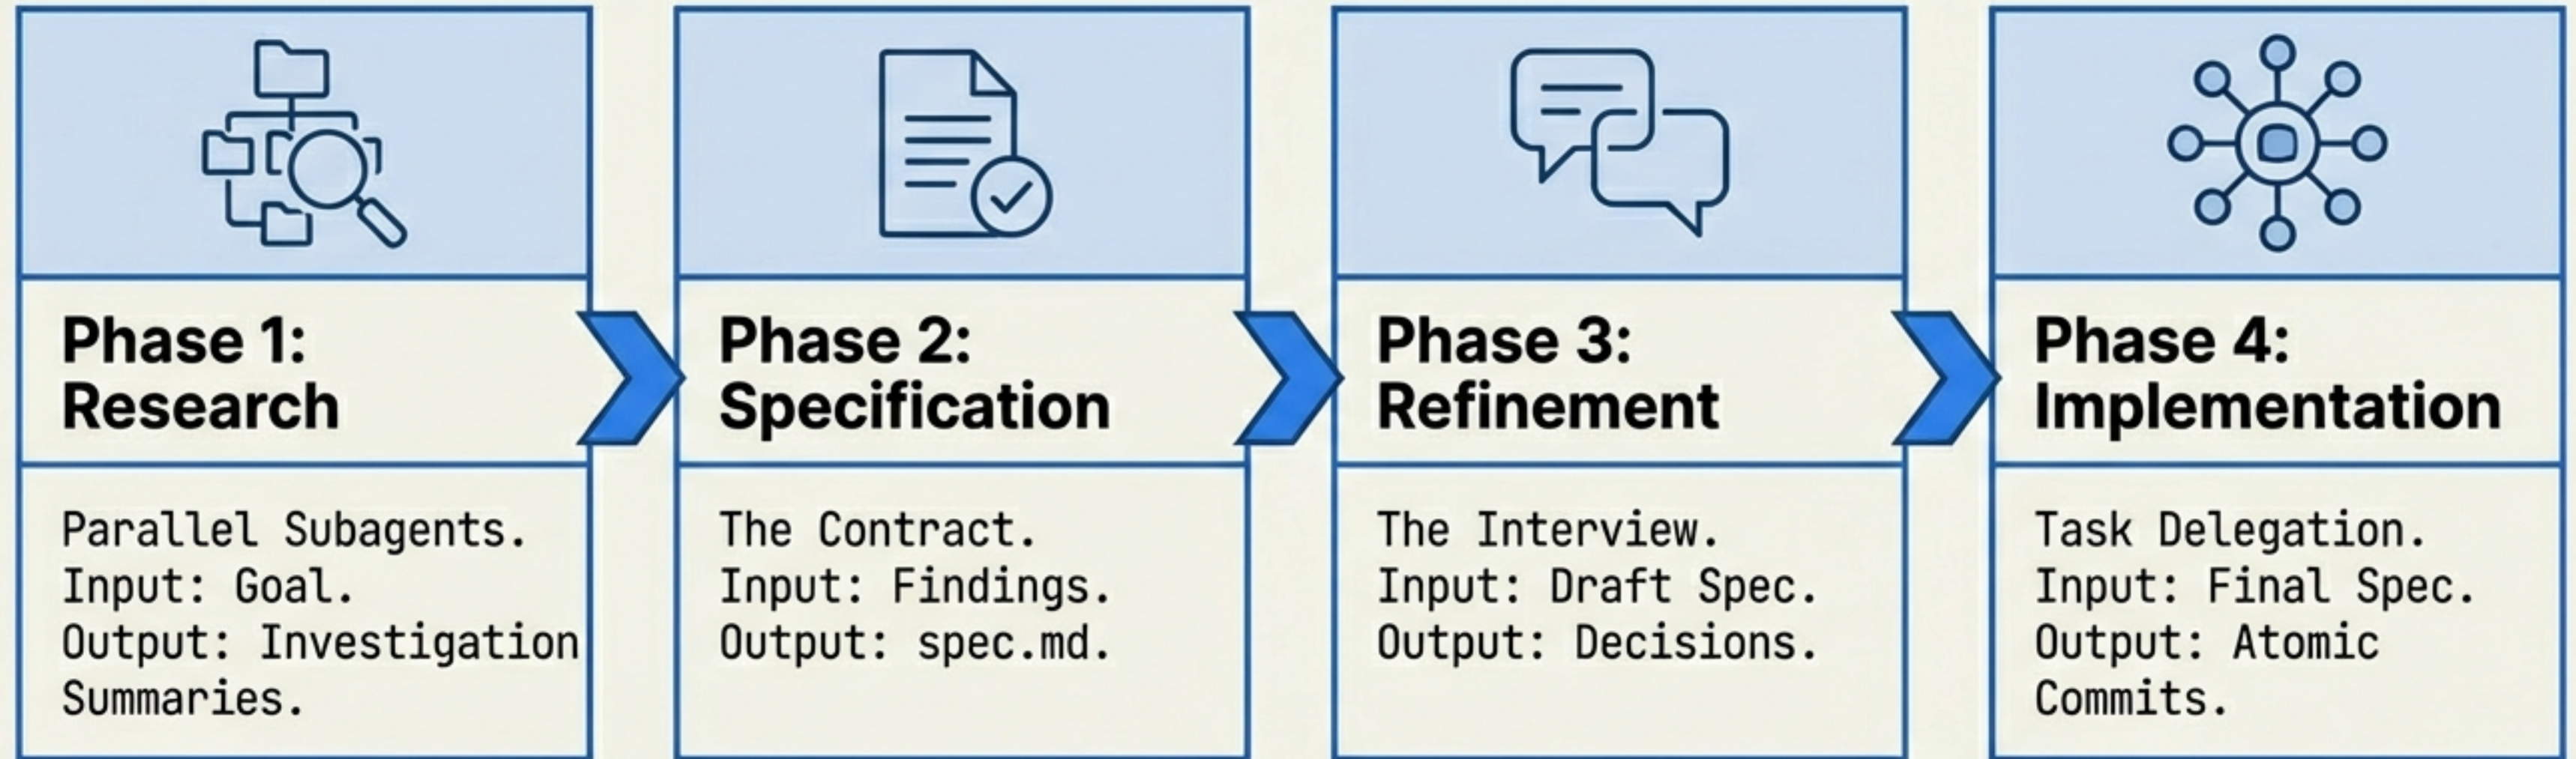 Phase 1:
Research
Parallel Subagents.
Input: Goal.
Output: Investigation
Summaries.
Phase 2:
Specification
The Contract.
Input: Findings.
Output: spec.md.
Phase 3:
Refinement
The Interview.
Input: Draft Spec.
Output: Decisions.
Phase 4:
Implementation
Task Delegation.
Input: Final Spec.
Output: Atomic
Commits.